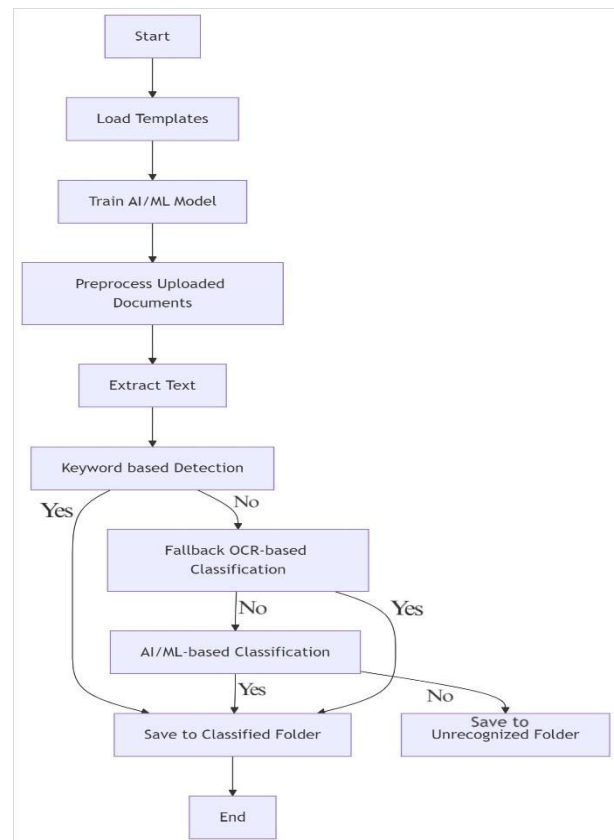 Start
Load Templates
Train AI/ML Model
Preprocess Uploaded
Documents
Extract Text
Keyword based Detection
Yes
No
Fallback OCR-based
Classification
No
Yes
AI/ML-based Classification
Yes
No
Save to Classified Folder
Save to
Unrecognized Folder
End